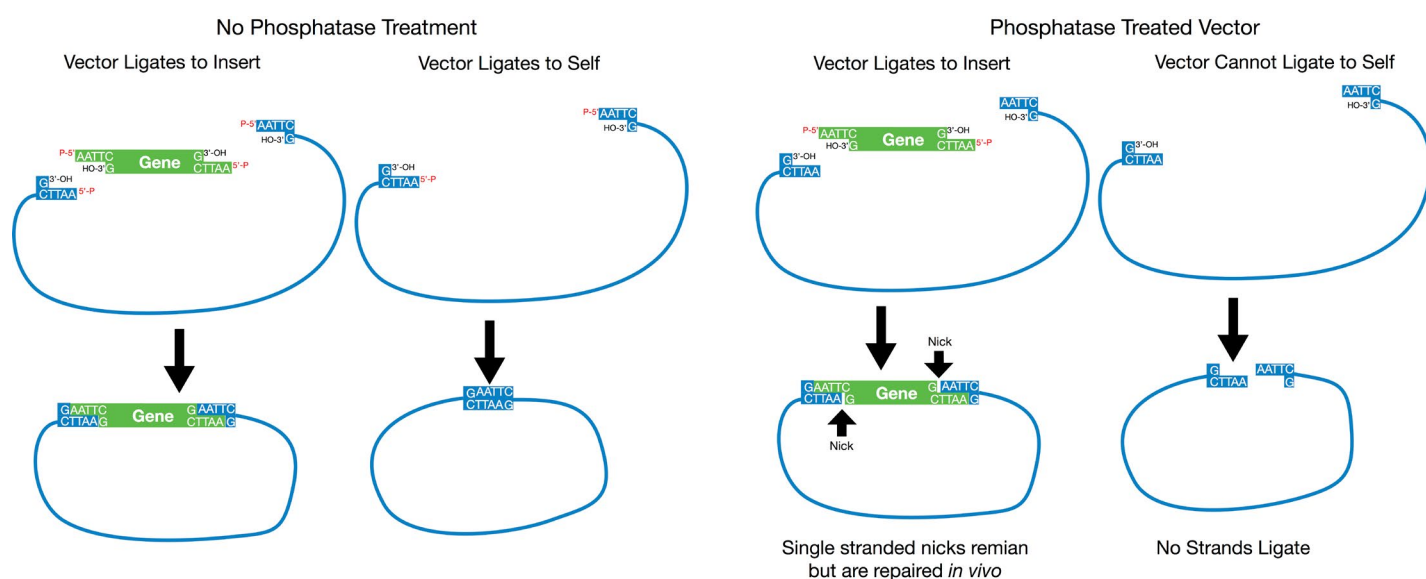 No Phosphatase Treatment
Phosphatase Treated Vector
Vector Ligates to Insert
Vector Ligates to Self
Vector Ligates to Insert
Vector Cannot Ligate to Self
P-5' AATTC
HO-3' G
P-5' AATTC Gene G 3'-OH
HO-3' G CTTAA 5'-P
G 3'-OH
CTTAA 5'-P
P-5' AATTC
HO-3' G
G 3'-OH
CTTAA 5'-P
AATTC
HO-3' G
P-5' AATTC Gene G 3'-OH
HO-3' G CTTAA 5'-P
G 3'-OH
CTTAA
AATTC
HO-3' G
G 3'-OH
CTTAA
GAATTC Gene GAATTC
CTTAAG CTTAAG
GAATTC
CTTAAG
Nick
GAATTC Gene GAATTC
CTTAAG CTTAAG
Nick
G AATTC
CTTAA G
Single stranded nicks remian
but are repaired in vivo
No Strands Ligate